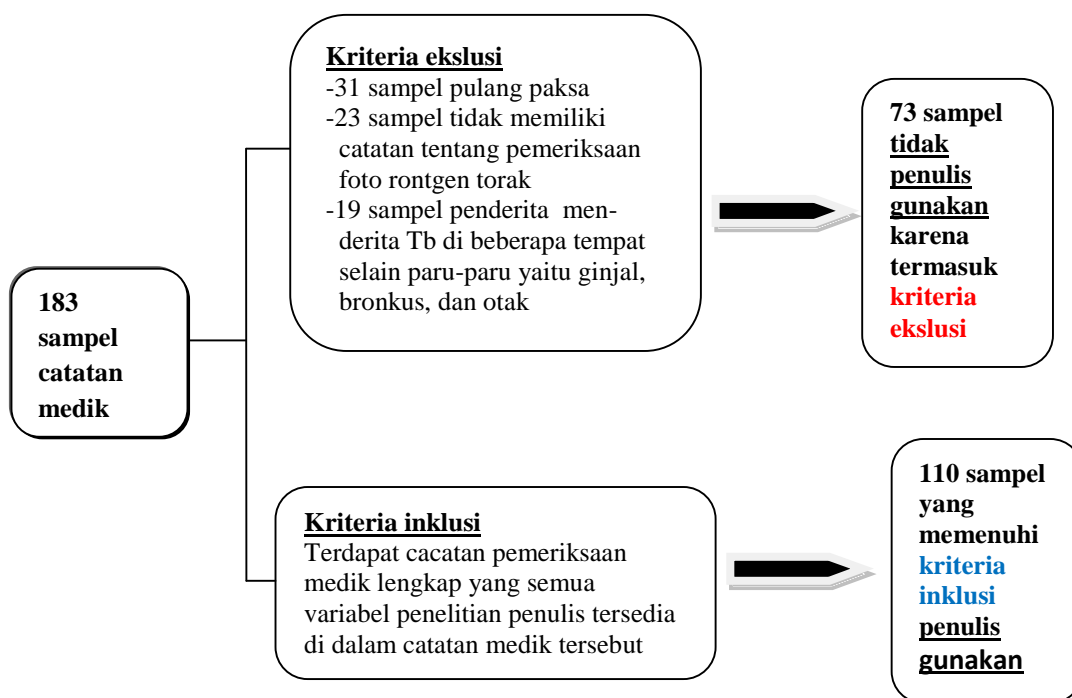 183
sampel
catatan
medik
Kriteria ekslusi
-31 sampel pulang paksa
-23 sampel tidak memiliki
catatan tentang pemeriksaan
foto rontgen torak
-19 sampel penderita men-
derita Tb di beberapa tempat
selain paru-paru yaitu ginjal,
bronkus, dan otak
73 sampel
tidak
penulis
gunakan
karena
termasuk
kriteria
ekslusi
Kriteria inklusi
Terdapat cacatan pemeriksaan
medik lengkap yang semua
variabel penelitian penulis tersedia
di dalam catatan medik tersebut
110 sampel
yang
memenuhi
kriteria
inklusi
penulis
gunakan